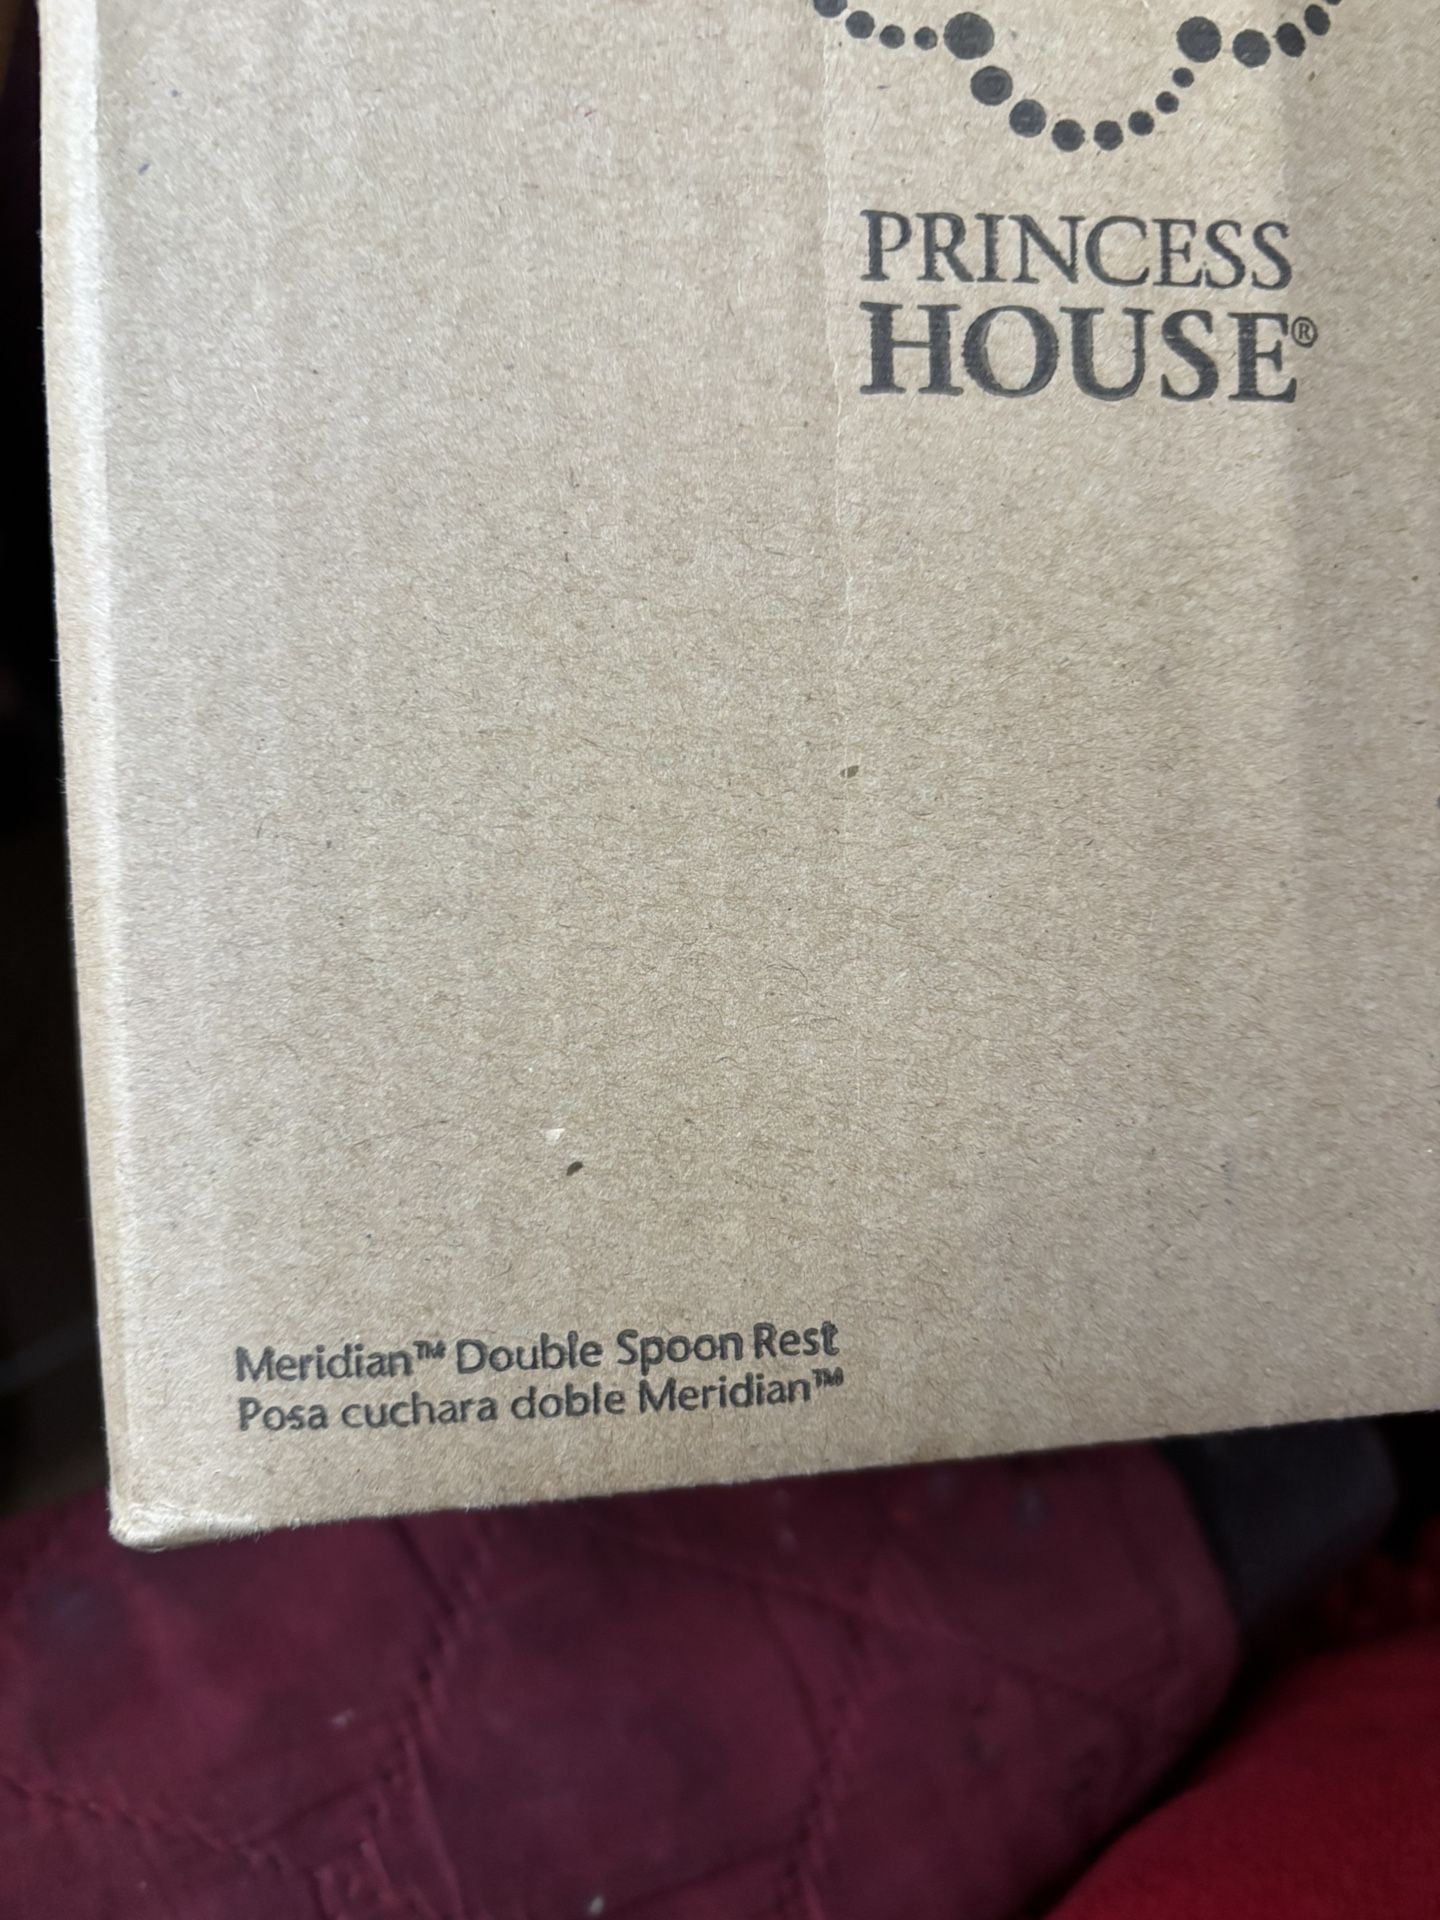 PRINCESS
HOUSE®
Meridian™ Double Spoon Rest
Posa cuchara doble Meridian™